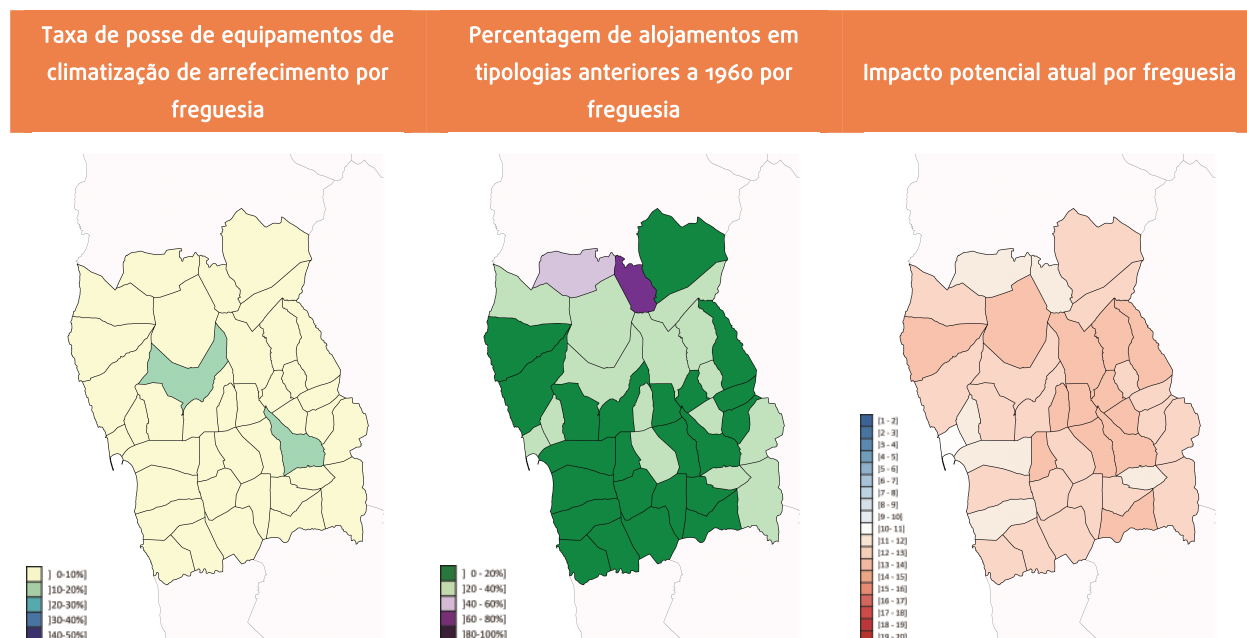 Taxa de posse de equipamentos de
climatização de arrefecimento por
freguesia
Percentagem de alojamentos em
tipologias anteriores a 1960 por
freguesia
Impacto potencial atual por freguesia
] 0-10%]
]10-20%]
]20-30%]
]30-40%]
]40-50%]
] 0 - 20%]
]20 - 40%]
]40 - 60%]
]60 - 80%]
]80-100%]
[1 - 2]
]2 - 3]
]3 - 4]
]4 - 5]
]5 - 6]
]6 - 7]
]7 - 8]
]8 - 9]
]9 - 10]
]10- 11]
]11 - 12]
]12 - 13]
]13 - 14]
]14 - 15]
]15 - 16]
]16 - 17]
]17 - 18]
]18 - 19]
]19 - 20]